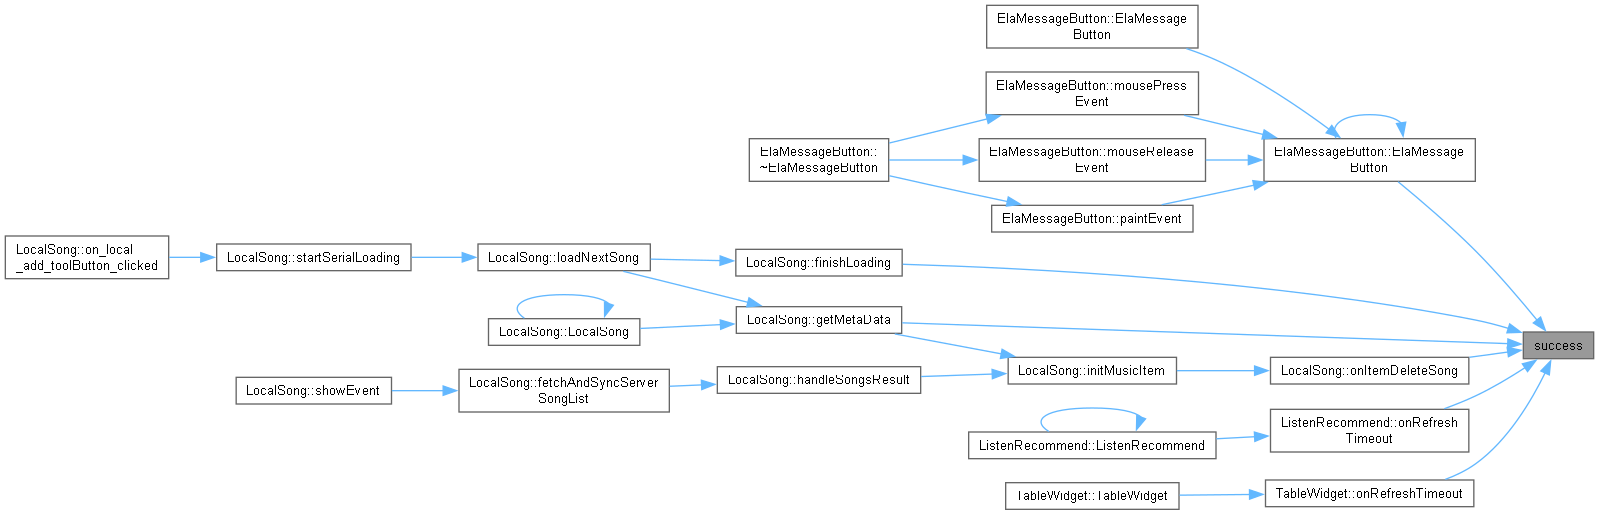 ElaMessageButton::ElaMessage
Button
ElaMessageButton::mousePress
Event
ElaMessageButton::
~ElaMessageButton
ElaMessageButton::mouseRelease
Event
ElaMessageButton::ElaMessage
Button
ElaMessageButton::paintEvent
LocalSong::on_local
_add_toolButton_clicked
LocalSong::startSerialLoading
LocalSong::loadNextSong
LocalSong::finishLoading
LocalSong::LocalSong
LocalSong::getMetaData
success
LocalSong::showEvent
LocalSong::fetchAndSyncServer
SongList
LocalSong::handleSongsResult
LocalSong::initMusicItem
LocalSong::onItemDeleteSong
ListenRecommend::ListenRecommend
ListenRecommend::onRefresh
Timeout
TableWidget::TableWidget
TableWidget::onRefreshTimeout